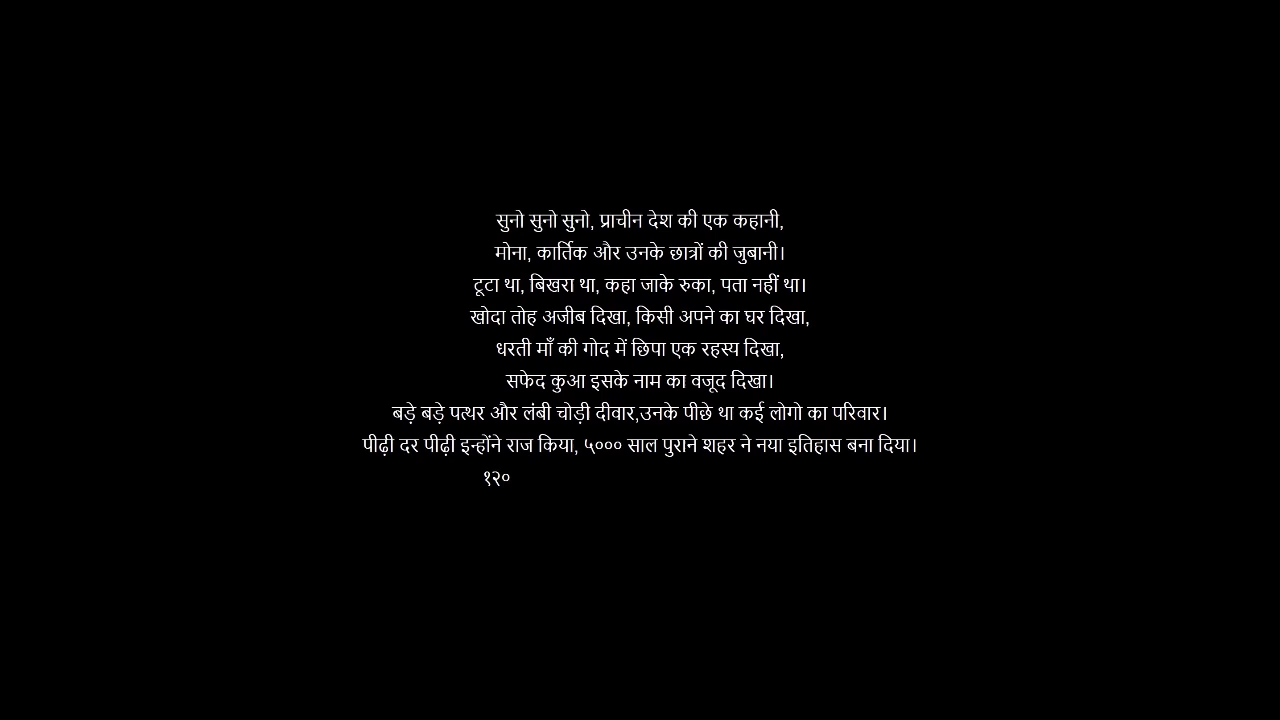 सुनो सुनो सुनो, प्राचीन देश की एक कहानी,
मोना, कार्तिक और उनके छात्रों की जुबानी।
टूटा था, बिखरा था, कहा जाके रुका, पता नहीं था।
खोदा तोह अजीब दिखा, किसी अपने का घर दिखा,
धरती माँ की गोद में छिपा एक रहस्य दिखा,
सफेद कुआ इसके नाम का वजूद दिखा।
बड़े बड़े पत्थर और लंबी चोड़ी दीवार,उनके पीछे था कई लोगो का परिवार।
पीढ़ी दर पीढ़ी इन्होंने राज किया, ५००० साल पुराने शहर ने नया इतिहास बना दिया।
१२०